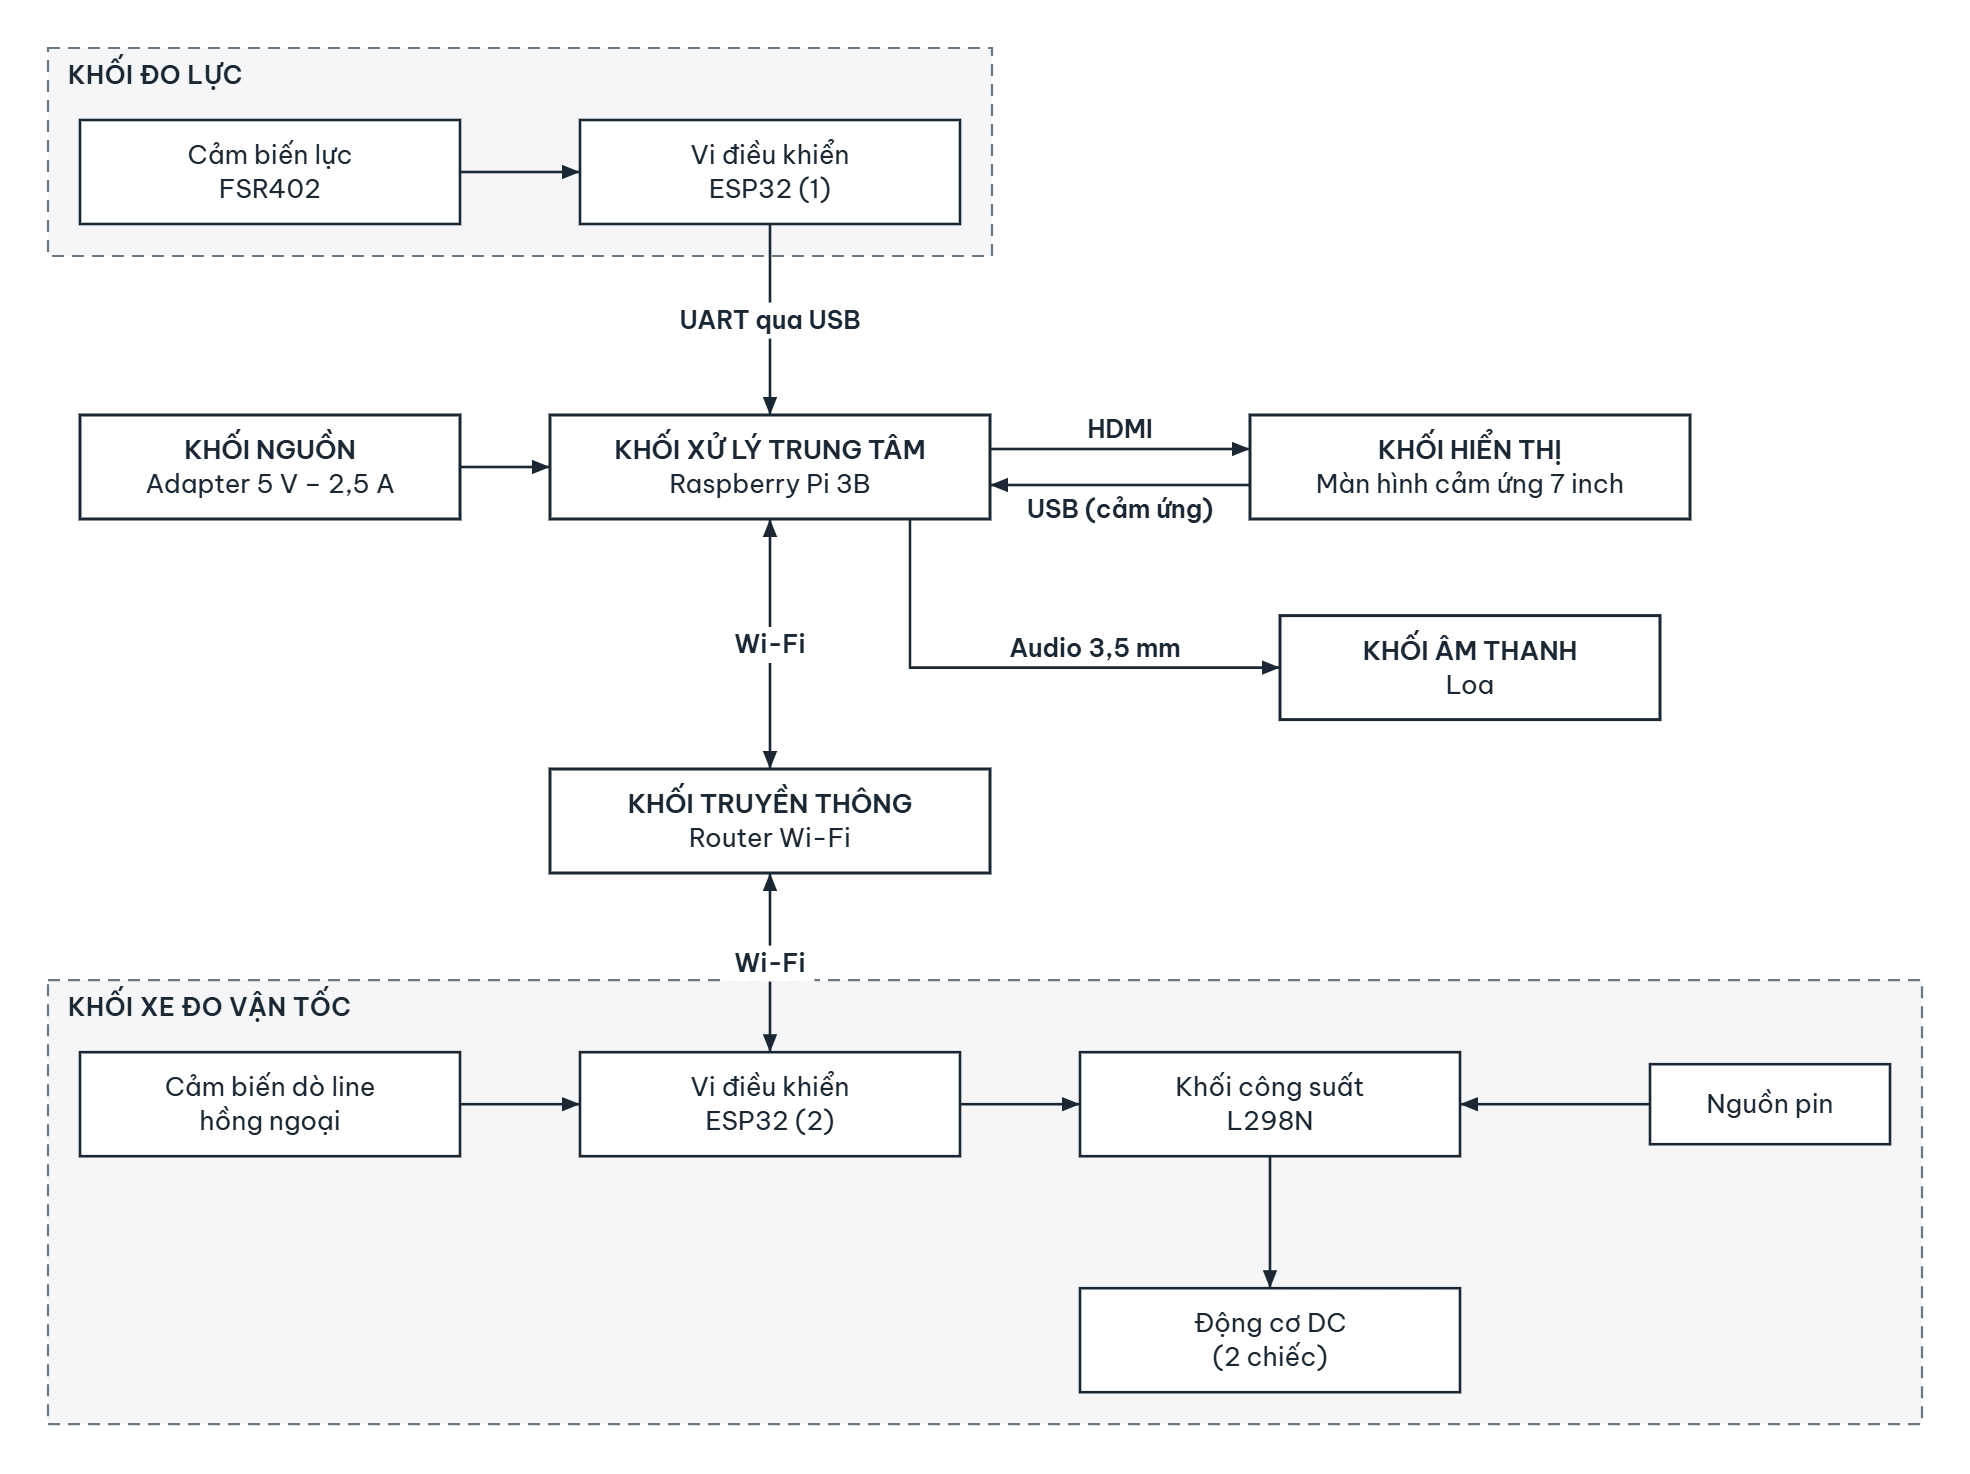 KHỐI ĐO LỰC
Cảm biến lực
FSR402
Vi điều khiển
ESP32 (1)
UART qua USB
KHỐI NGUỒN
Adapter 5 V – 2,5 A
KHỐI XỬ LÝ TRUNG TÂM
Raspberry Pi 3B
HDMI
USB (cảm ứng)
KHỐI HIỂN THỊ
Màn hình cảm ứng 7 inch
Wi-Fi
Audio 3,5 mm
KHỐI ÂM THANH
Loa
KHỐI TRUYỀN THÔNG
Router Wi-Fi
Wi-Fi
KHỐI XE ĐO VẬN TỐC
Cảm biến dò line
hồng ngoại
Vi điều khiển
ESP32 (2)
Khối công suất
L298N
Nguồn pin
Động cơ DC
(2 chiếc)